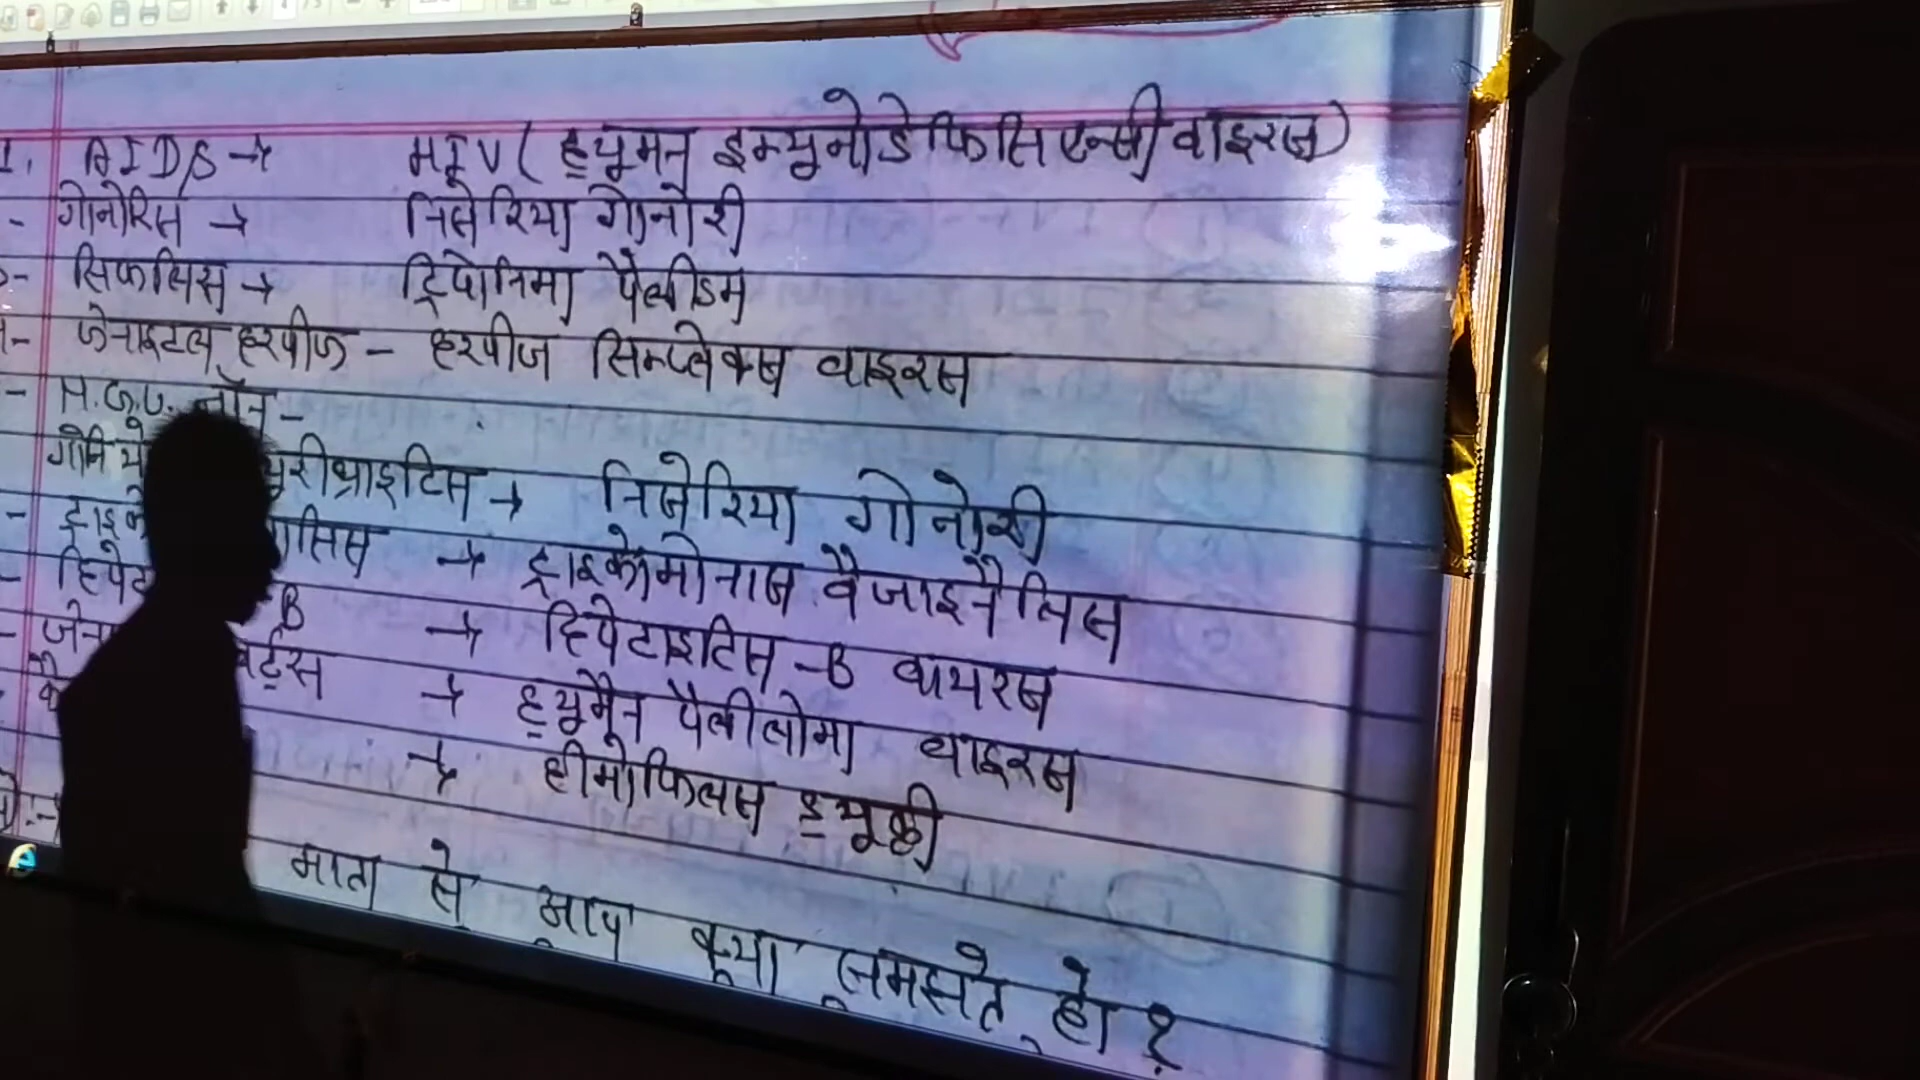 1. AIDS → HIV ( ह्यूमन इम्यूनोडेफिसिएन्सी वाइरस)
- गोनोरिस → निसेरिया गोनोरी
- सिफलिस → ट्रिपोनिमा पैलीडम
- जेनाइटल हरपीज - हरपीज सिम्प्लेक्स वाइरस
- नॉन-
यूरीथ्राइटिस → निसेरिया गोनोरी
→ ट्राइकोमोनास वैजाइनैलिस
B → हिपेटाइटिस -B वायरस
→ ह्यूमैन पैलीलोमा वाइरस
→ हीमोफिलस
माता से आप क्या समझते हो ?